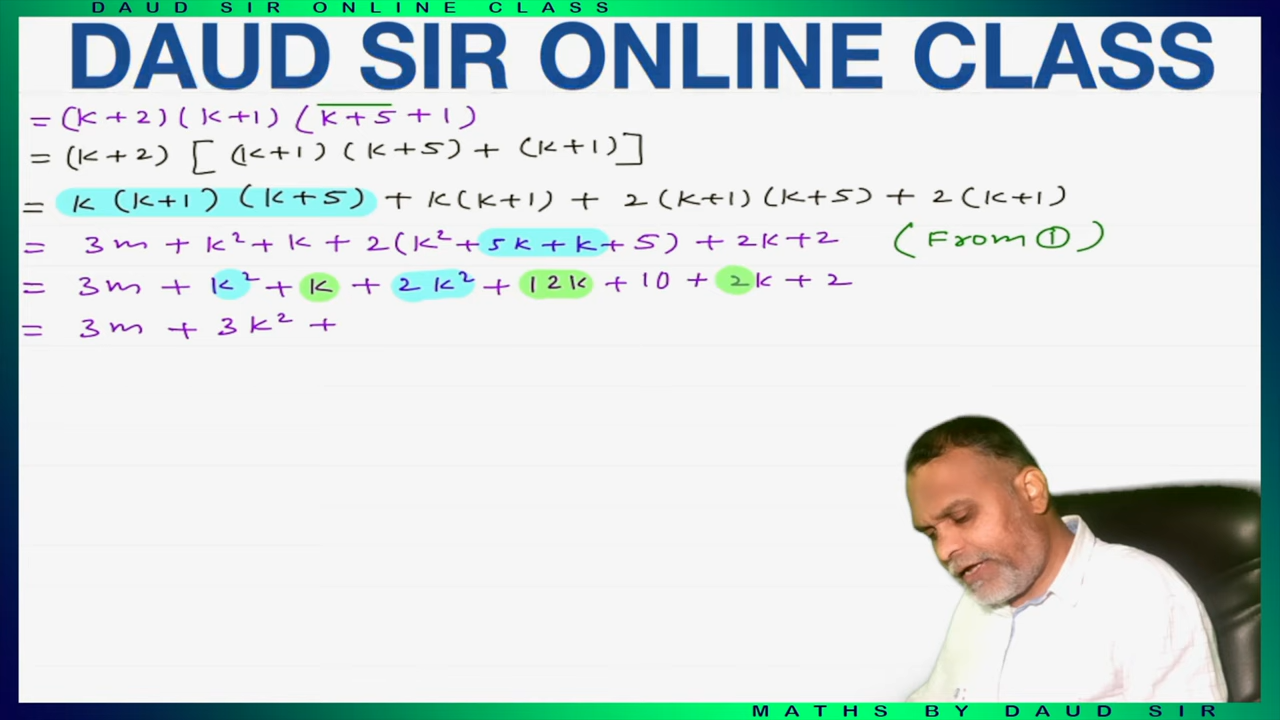 DAUD SIR ONLINE CLASS
DAUD SIR ONLINE CLASS
= (k+2)(k+1)(k+5+1)
= (k+2) [(k+1)(k+5) + (k+1)]
= k(k+1)(k+5) + k(k+1) + 2(k+1)(k+5) + 2(k+1)
= 3m + k² + k + 2(k² + 5k + k + 5) + 2k + 2 (From ①)
= 3m + k² + k + 2k² + 12k + 10 + 2k + 2
= 3m + 3k² +
MATHS BY DAUD SIR